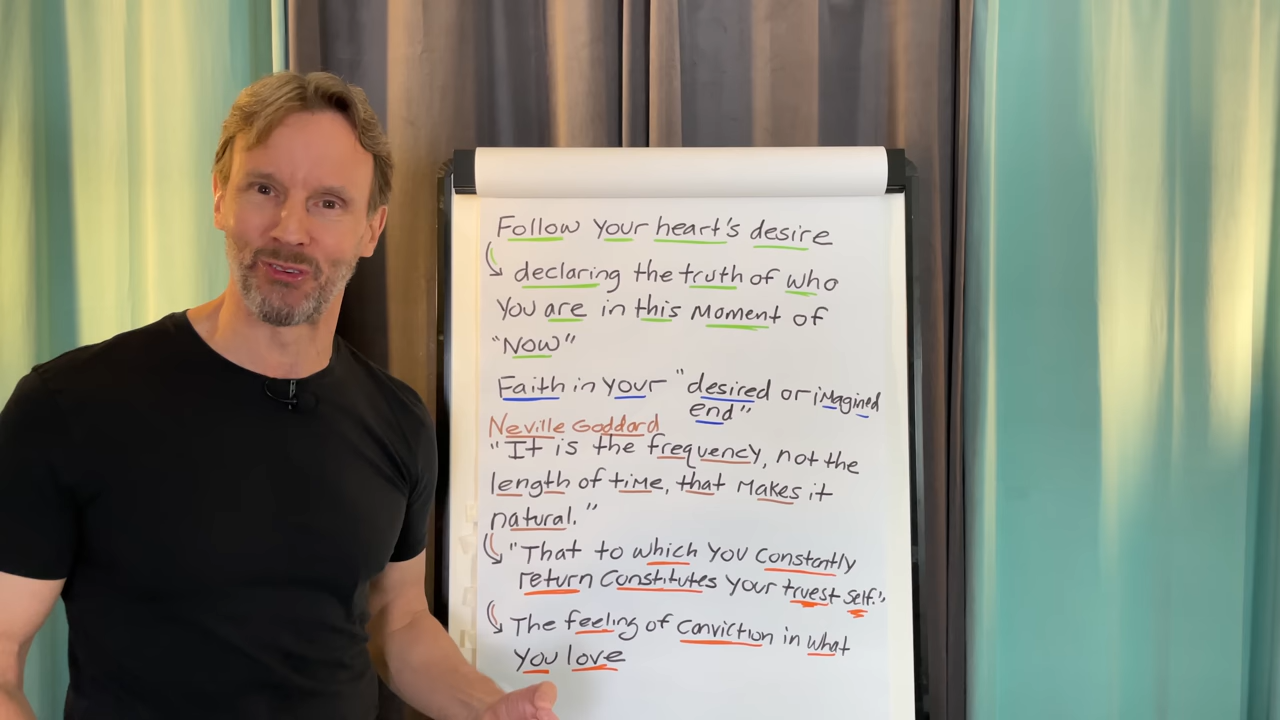 Follow your heart's desire
declaring the truth of who
you are in this moment of
"Now"
Faith in your "desired or imagined
end"
Neville Goddard
"It is the frequency, not the
length of time, that makes it
natural."
"That to which you constantly
return constitutes your truest self."
The feeling of conviction in what
you love